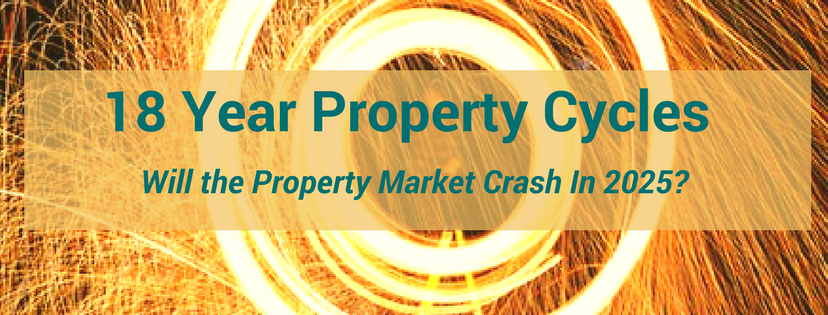 18 Year Property Cycles
Will the Property Market Crash In 2025?